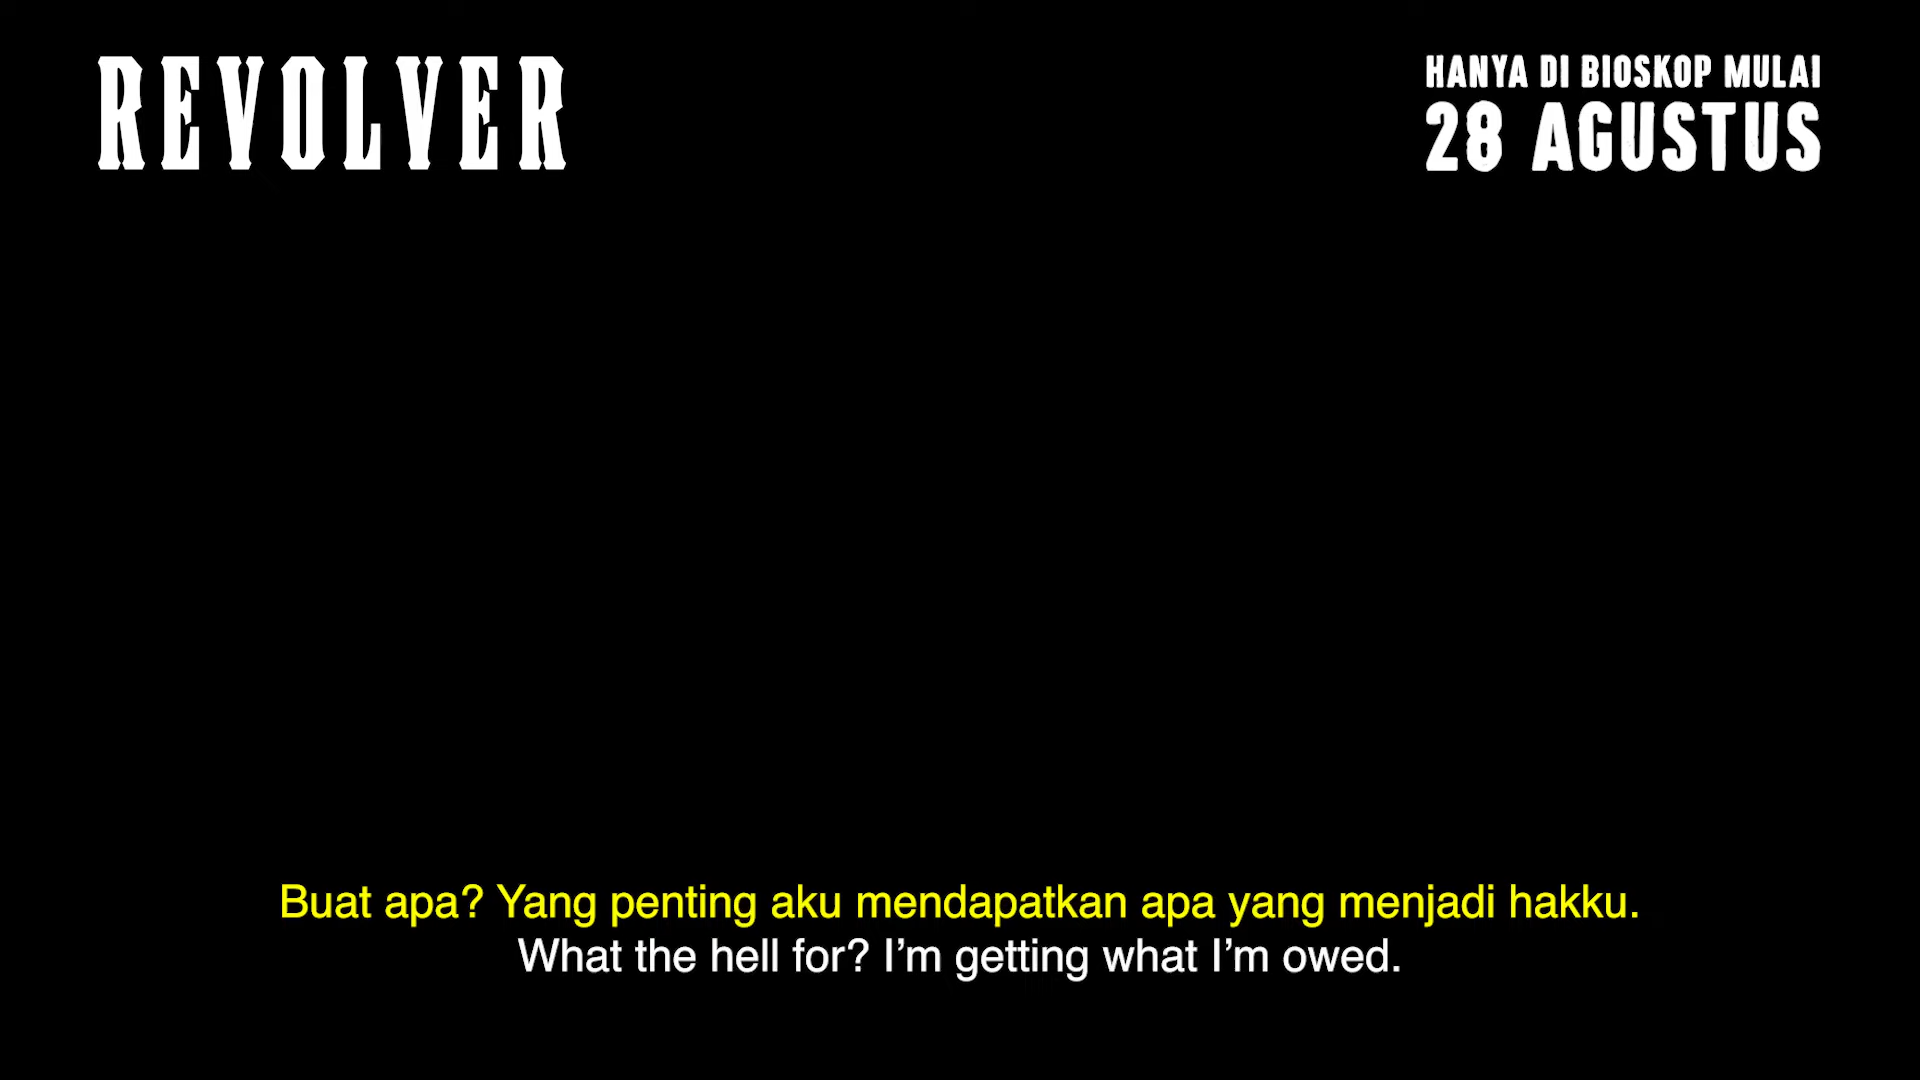 REVOLVER
HANYA DI BIOSKOP MULAI
28 AGUSTUS
Buat apa? Yang penting aku mendapatkan apa yang menjadi hakku.
What the hell for? I’m getting what I’m owed.